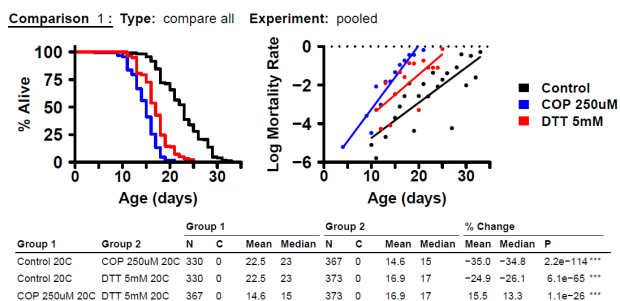 Comparison 1 : Type: compare all Experiment: pooled
% Alive
100
75
50
25
0
0 10 20 30
Age (days)
Log Mortality Rate
0
−2
−4
−6
0 10 20 30
Age (days)
Control
COP 250uM
DTT 5mM
Group 1 Group 2 % Change
Group 1 Group 2 N C Mean Median N C Mean Median Mean Median P
Control 20C COP 250uM 20C 330 0 22.5 23 367 0 14.6 15 −35.0 −34.8 2.2e−114 ***
Control 20C DTT 5mM 20C 330 0 22.5 23 373 0 16.9 17 −24.9 −26.1 6.1e−65 ***
COP 250uM 20C DTT 5mM 20C 367 0 14.6 15 373 0 16.9 17 15.5 13.3 1.1e−26 ***